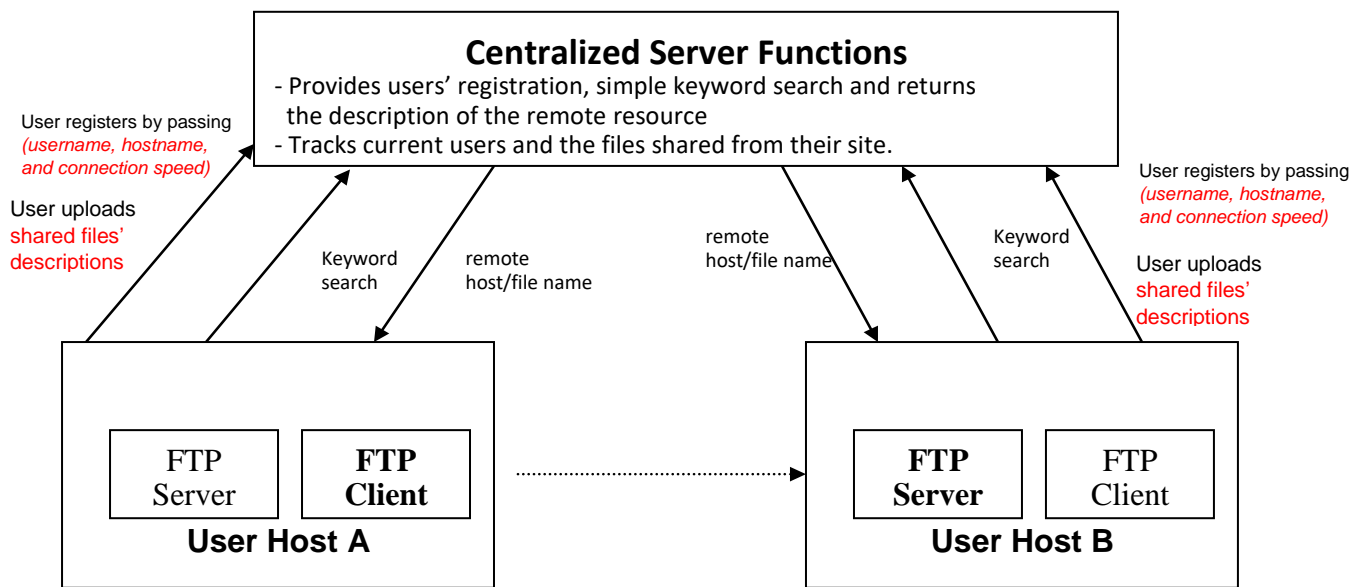 Centralized Server Functions
- Provides users’ registration, simple keyword search and returns
the description of the remote resource
- Tracks current users and the files shared from their site.
User registers by passing
(username, hostname,
and connection speed)
User uploads
shared files’
descriptions
Keyword
search
remote
host/file name
remote
host/file name
Keyword
search
User registers by passing
(username, hostname,
and connection speed)
User uploads
shared files’
descriptions
FTP
Server
FTP
Client
User Host A
FTP
Server
FTP
Client
User Host B